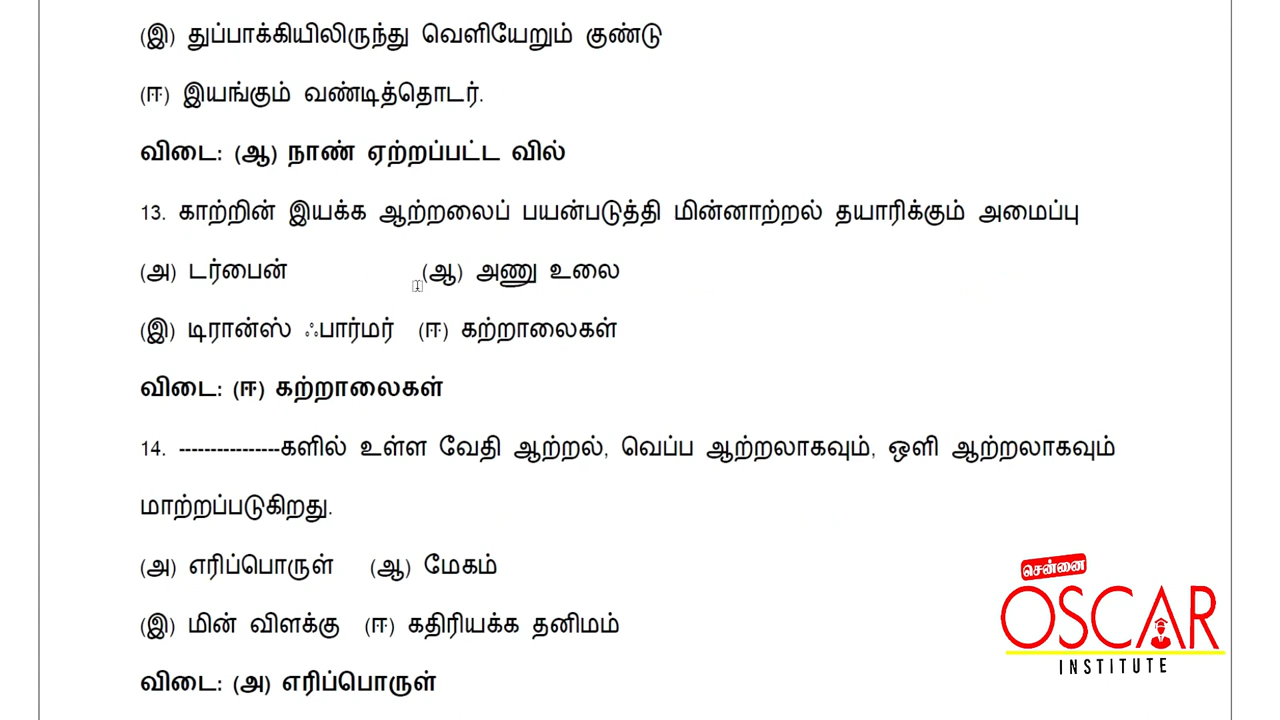 (இ) துப்பாக்கியிலிருந்து வெளியேறும் குண்டு
(ஈ) இயங்கும் வண்டித்தொடர்.
விடை: (ஆ) நாண் ஏற்றப்பட்ட வில்
13. காற்றின் இயக்க ஆற்றலைப் பயன்படுத்தி மின்னாற்றல் தயாரிக்கும் அமைப்பு
(அ) டர்பைன் (ஆ) அணு உலை
(இ) டிரான்ஸ் ஃபார்மர் (ஈ) கற்றாலைகள்
விடை: (ஈ) கற்றாலைகள்
14. ----------------களில் உள்ள வேதி ஆற்றல், வெப்ப ஆற்றலாகவும், ஒளி ஆற்றலாகவும்
மாற்றப்படுகிறது.
(அ) எரிப்பொருள் (ஆ) மேகம்
(இ) மின் விளக்கு (ஈ) கதிரியக்க தனிமம்
விடை: (அ) எரிப்பொருள்
சென்னை
OSCAR
INSTITUTE